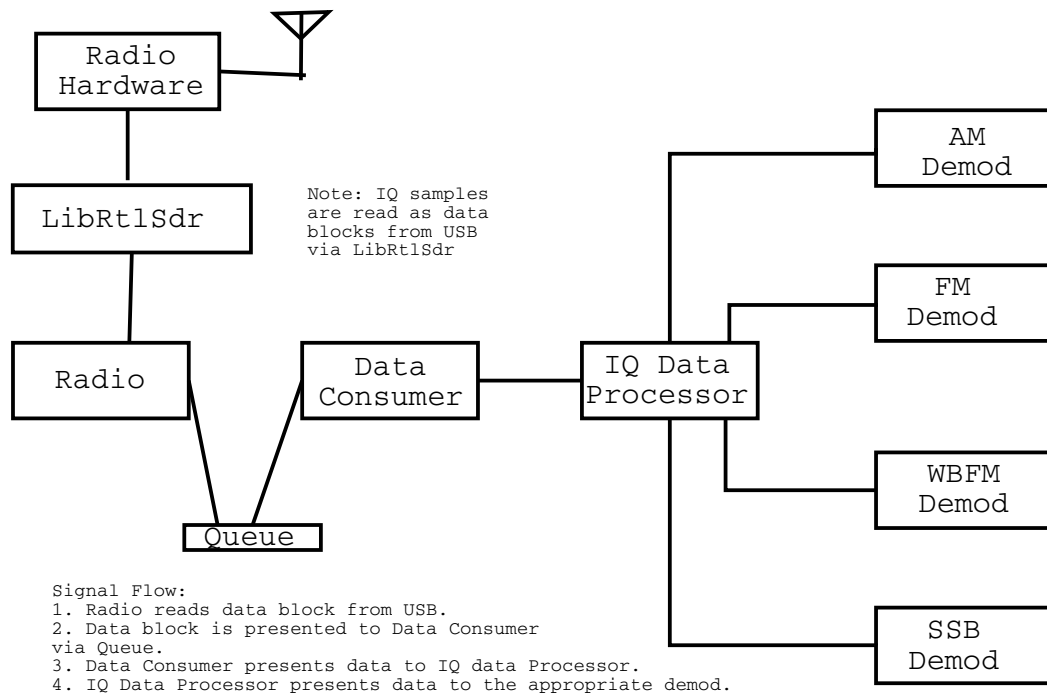 Radio
Hardware
LibRtlSdr
Note: IQ samples
are read as data
blocks from USB
via LibRtlSdr
Radio
Queue
Data
Consumer
IQ Data
Processor
AM
Demod
FM
Demod
WBFM
Demod
SSB
Demod
Signal Flow:
1. Radio reads data block from USB.
2. Data block is presented to Data Consumer
via Queue.
3. Data Consumer presents data to IQ data Processor.
4. IQ Data Processor presents data to the appropriate demod.